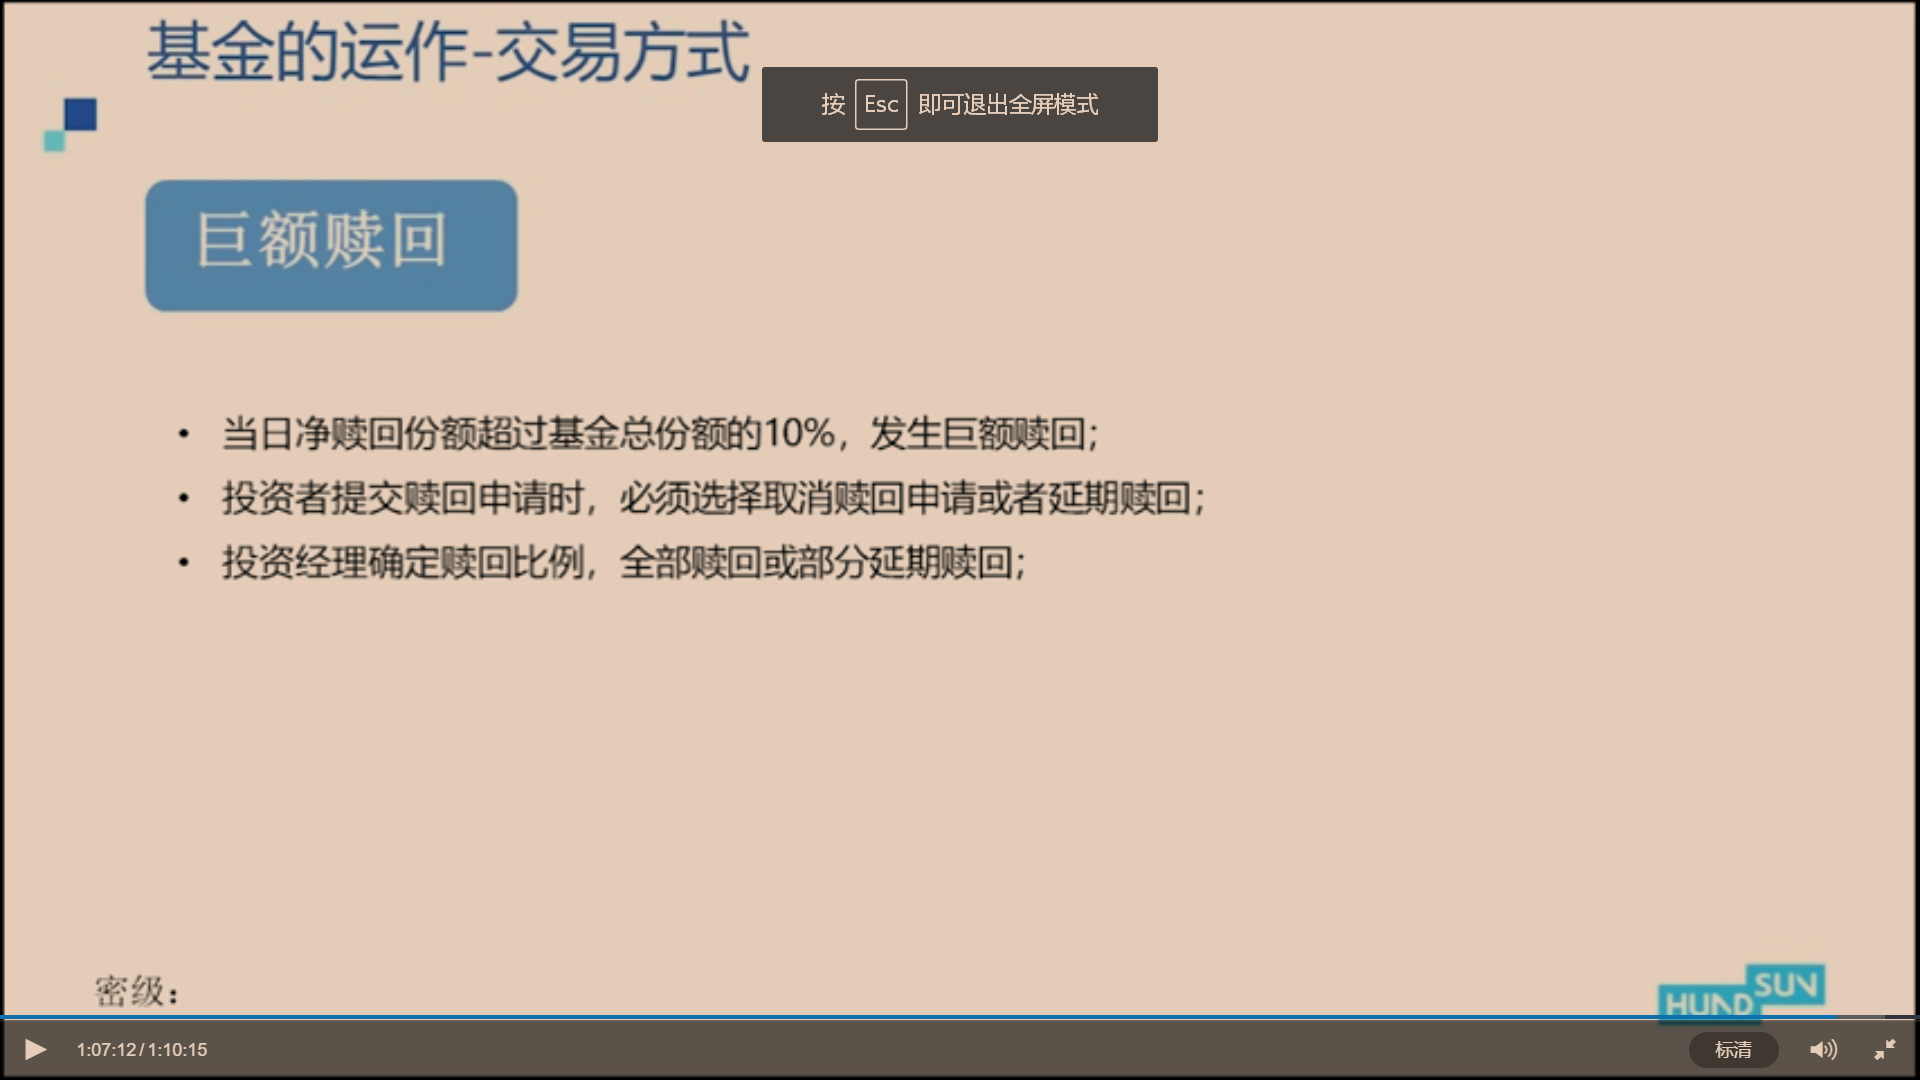 基金的运作-交易方式
按 Esc 即可退出全屏模式
巨额赎回
• 当日净赎回份额超过基金总份额的10%，发生巨额赎回；
• 投资者提交赎回申请时，必须选择取消赎回申请或者延期赎回；
• 投资经理确定赎回比例，全部赎回或部分延期赎回；
密级：
HUNDSUN
1:07:12/1:10:15
标清